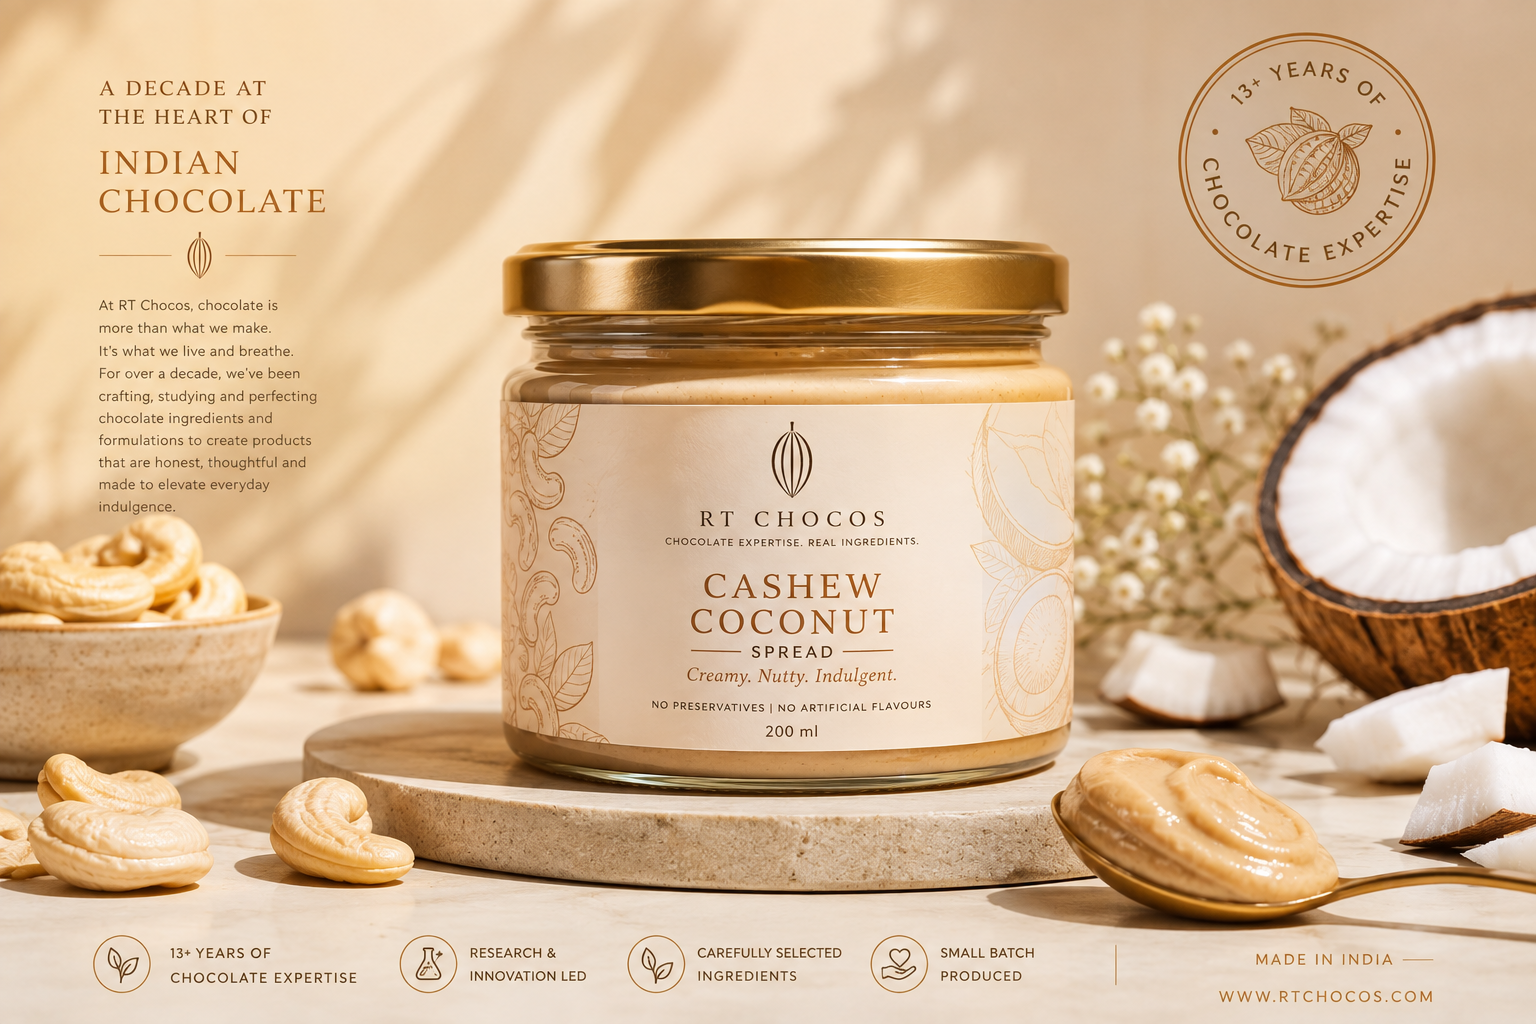 A DECADE AT
THE HEART OF
INDIAN
CHOCOLATE
At RT Chocos, chocolate is
more than what we make.
It's what we live and breathe.
For over a decade, we've been
crafting, studying and perfecting
chocolate ingredients and
formulations to create products
that are honest, thoughtful and
made to elevate everyday
indulgence.
13+ YEARS OF
CHOCOLATE EXPERTISE
RT CHOCOS
CHOCOLATE EXPERTISE. REAL INGREDIENTS.
CASHEW
COCONUT
SPREAD
Creamy. Nutty. Indulgent.
NO PRESERVATIVES | NO ARTIFICIAL FLAVOURS
200 ml
13+ YEARS OF
CHOCOLATE EXPERTISE
RESEARCH &
INNOVATION LED
CAREFULLY SELECTED
INGREDIENTS
SMALL BATCH
PRODUCED
MADE IN INDIA
WWW.RTCHOCOS.COM